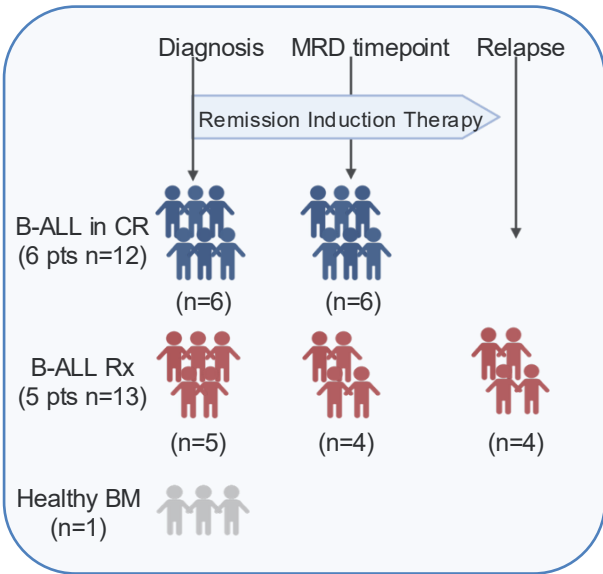 Diagnosis MRD timepoint Relapse
Remission Induction Therapy
B-ALL in CR
(6 pts n=12)
(n=6) (n=6)
B-ALL Rx
(5 pts n=13)
(n=5) (n=4) (n=4)
Healthy BM
(n=1)